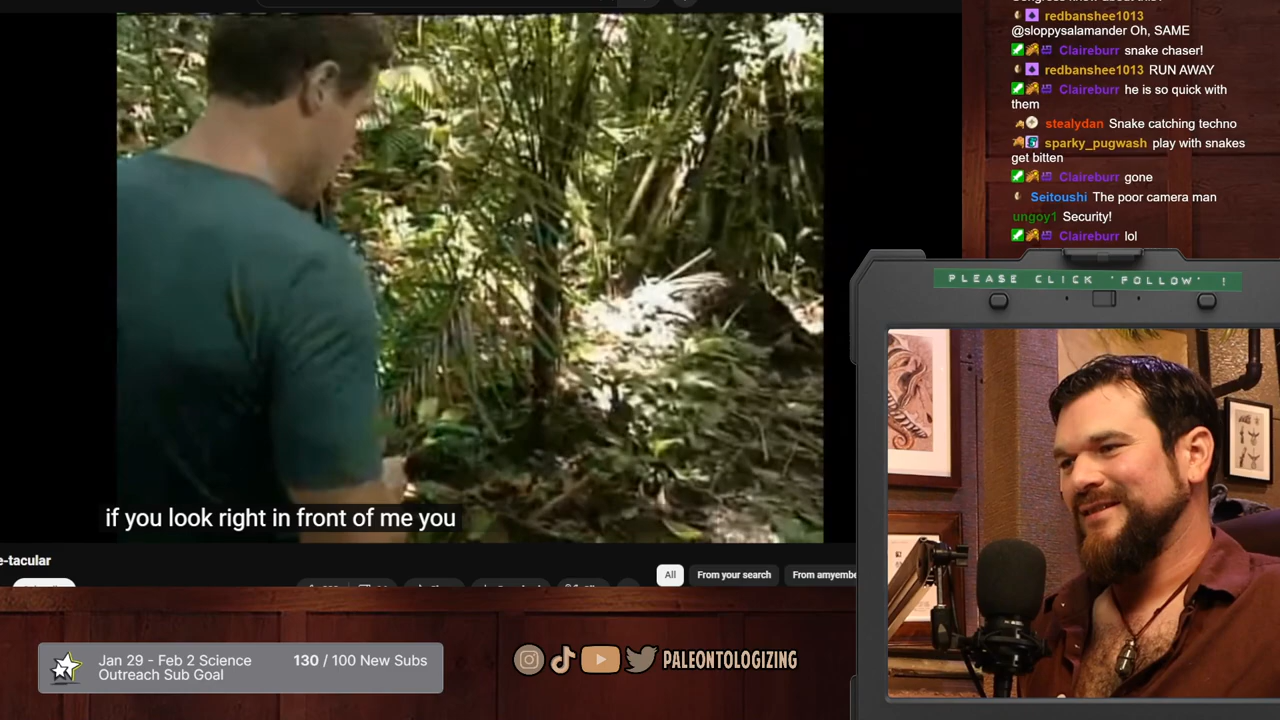 redbanshee1013
@sloppysalamander Oh, SAME
Claireburr snake chaser!
redbanshee1013 RUN AWAY
Claireburr he is so quick with
them
stealydan Snake catching techno
sparky_pugwash play with snakes
get bitten
Claireburr gone
Seitoushi The poor camera man
ungoy1 Security!
Claireburr lol
PLEASE CLICK 'FOLLOW' !
if you look right in front of me you
e-tacular
All From your search From amyembe
Jan 29 - Feb 2 Science 130 / 100 New Subs
Outreach Sub Goal
PALEONTOLOGIZING